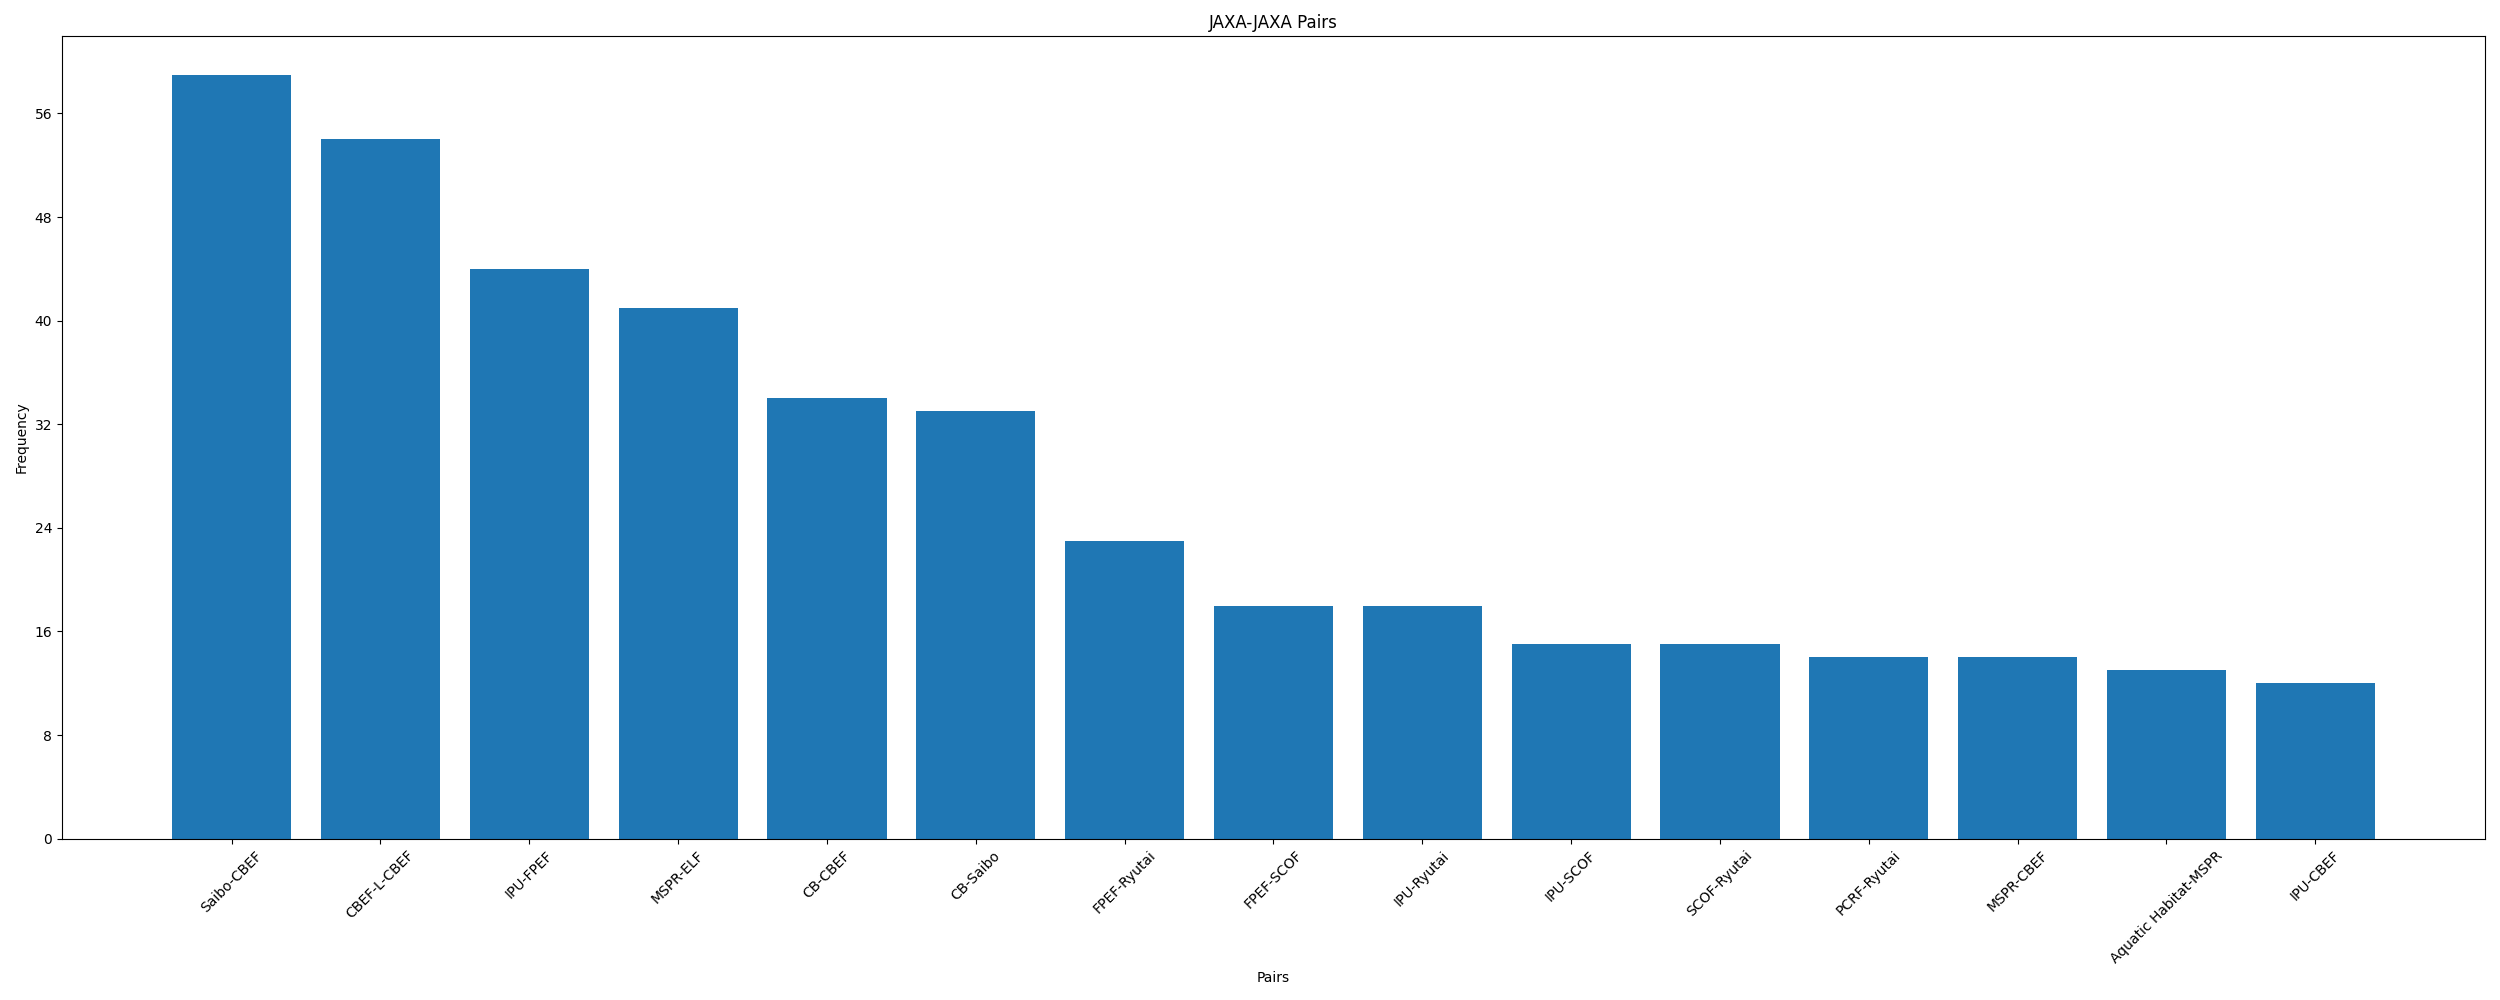 JAXA-JAXA Pairs
Frequency
56
48
40
32
24
16
8
0
Saibo-CBEF
CBEF-L-CBEF
IPU-FPEF
MSPR-ELF
CB-CBEF
CB-Saibo
FPEF-Ryutai
FPEF-SCOF
IPU-Ryutai
IPU-SCOF
SCOF-Ryutai
PCRF-Ryutai
MSPR-CBEF
Aquatic Habitat-MSPR
IPU-CBEF
Pairs